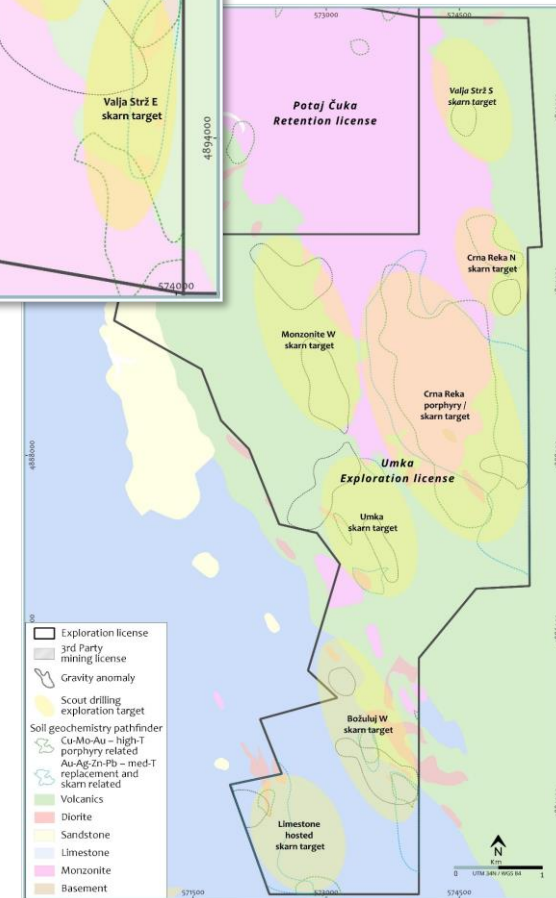 573000
574500
Valja Strž E
skarn target
4894000
574000
Potaj Čuka
Retention license
Valja Strž S
skarn target
Crna Reka N
skarn target
Monzonite W
skarn target
Crna Reka
porphyry /
skarn target
4888000
Umka
Exploration license
Umka
skarn target
Božuluj W
skarn target
Limestone
hosted
skarn target
Exploration license
3rd Party
mining license
Gravity anomaly
Scout drilling
exploration target
Soil geochemistry pathfinder
Cu-Mo-Au – high-T
porphyry related
Au-Ag-Zn-Pb – med-T
replacement and
skarn related
Volcanics
Diorite
Sandstone
Limestone
Monzonite
Basement
N
Km
0 UTM 34N / WGS 84 1
571500
573000
574500